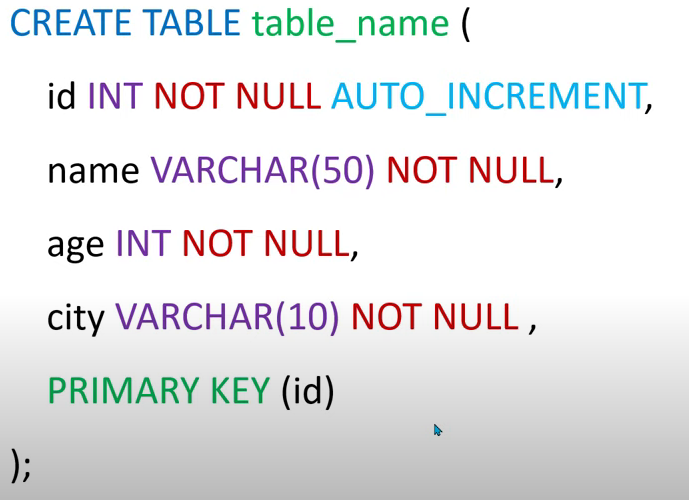 CREATE TABLE table_name (
id INT NOT NULL AUTO_INCREMENT,
name VARCHAR(50) NOT NULL,
age INT NOT NULL,
city VARCHAR(10) NOT NULL ,
PRIMARY KEY (id)
);